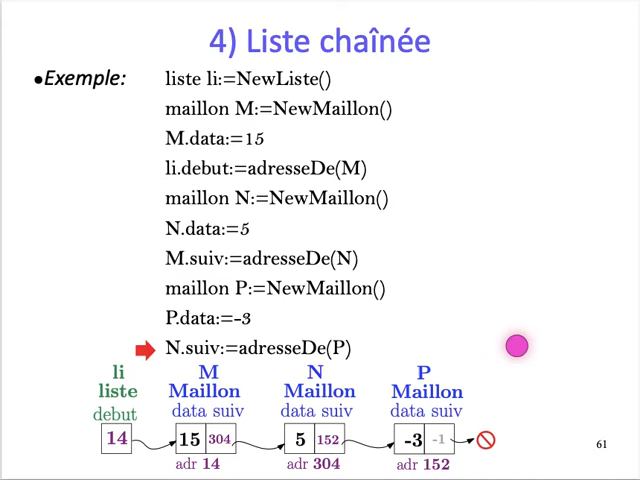 4) Liste chaînée
•Exemple: liste li:=NewListe()
maillon M:=NewMaillon()
M.data:=15
li.debut:=adresseDe(M)
maillon N:=NewMaillon()
N.data:=5
M.suiv:=adresseDe(N)
maillon P:=NewMaillon()
P.data:=-3
N.suiv:=adresseDe(P)
li M N P
liste Maillon Maillon Maillon
debut data suiv data suiv data suiv
14 15 304 5 152 -3 -1
adr 14 adr 304 adr 152
61